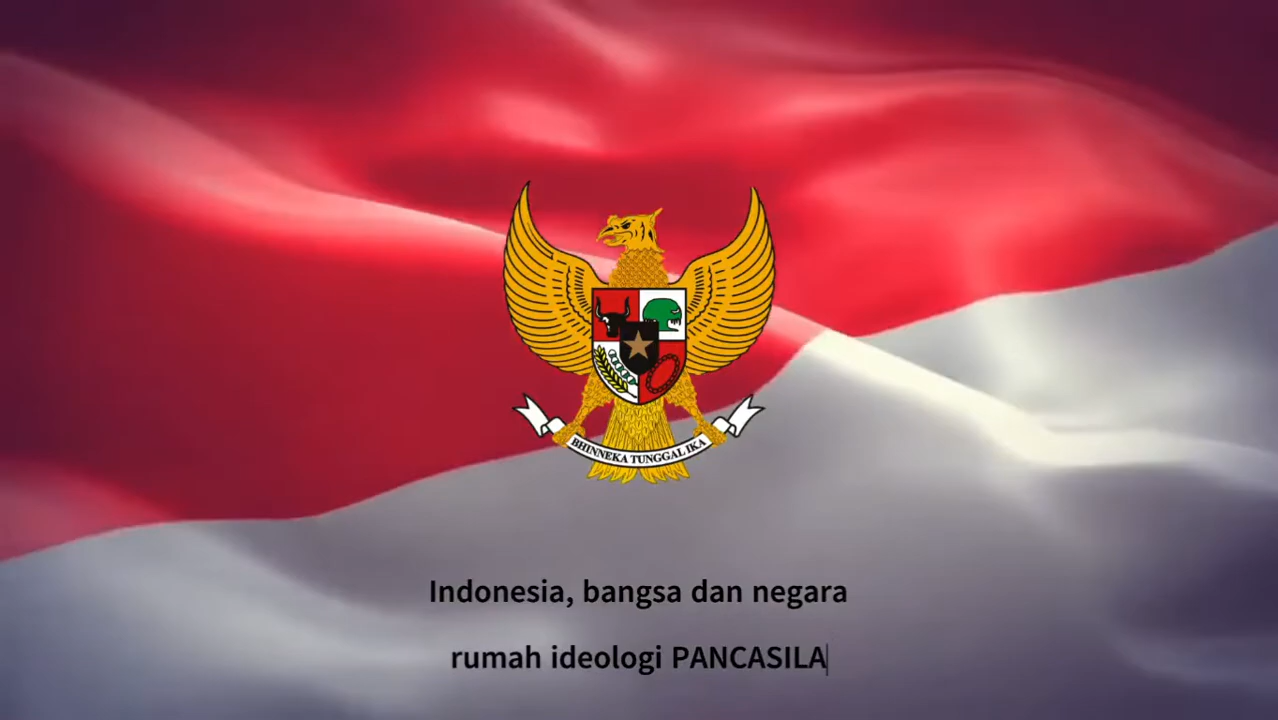 BHINNEKA TUNGGAL IKA
Indonesia, bangsa dan negara
rumah ideologi PANCASILA